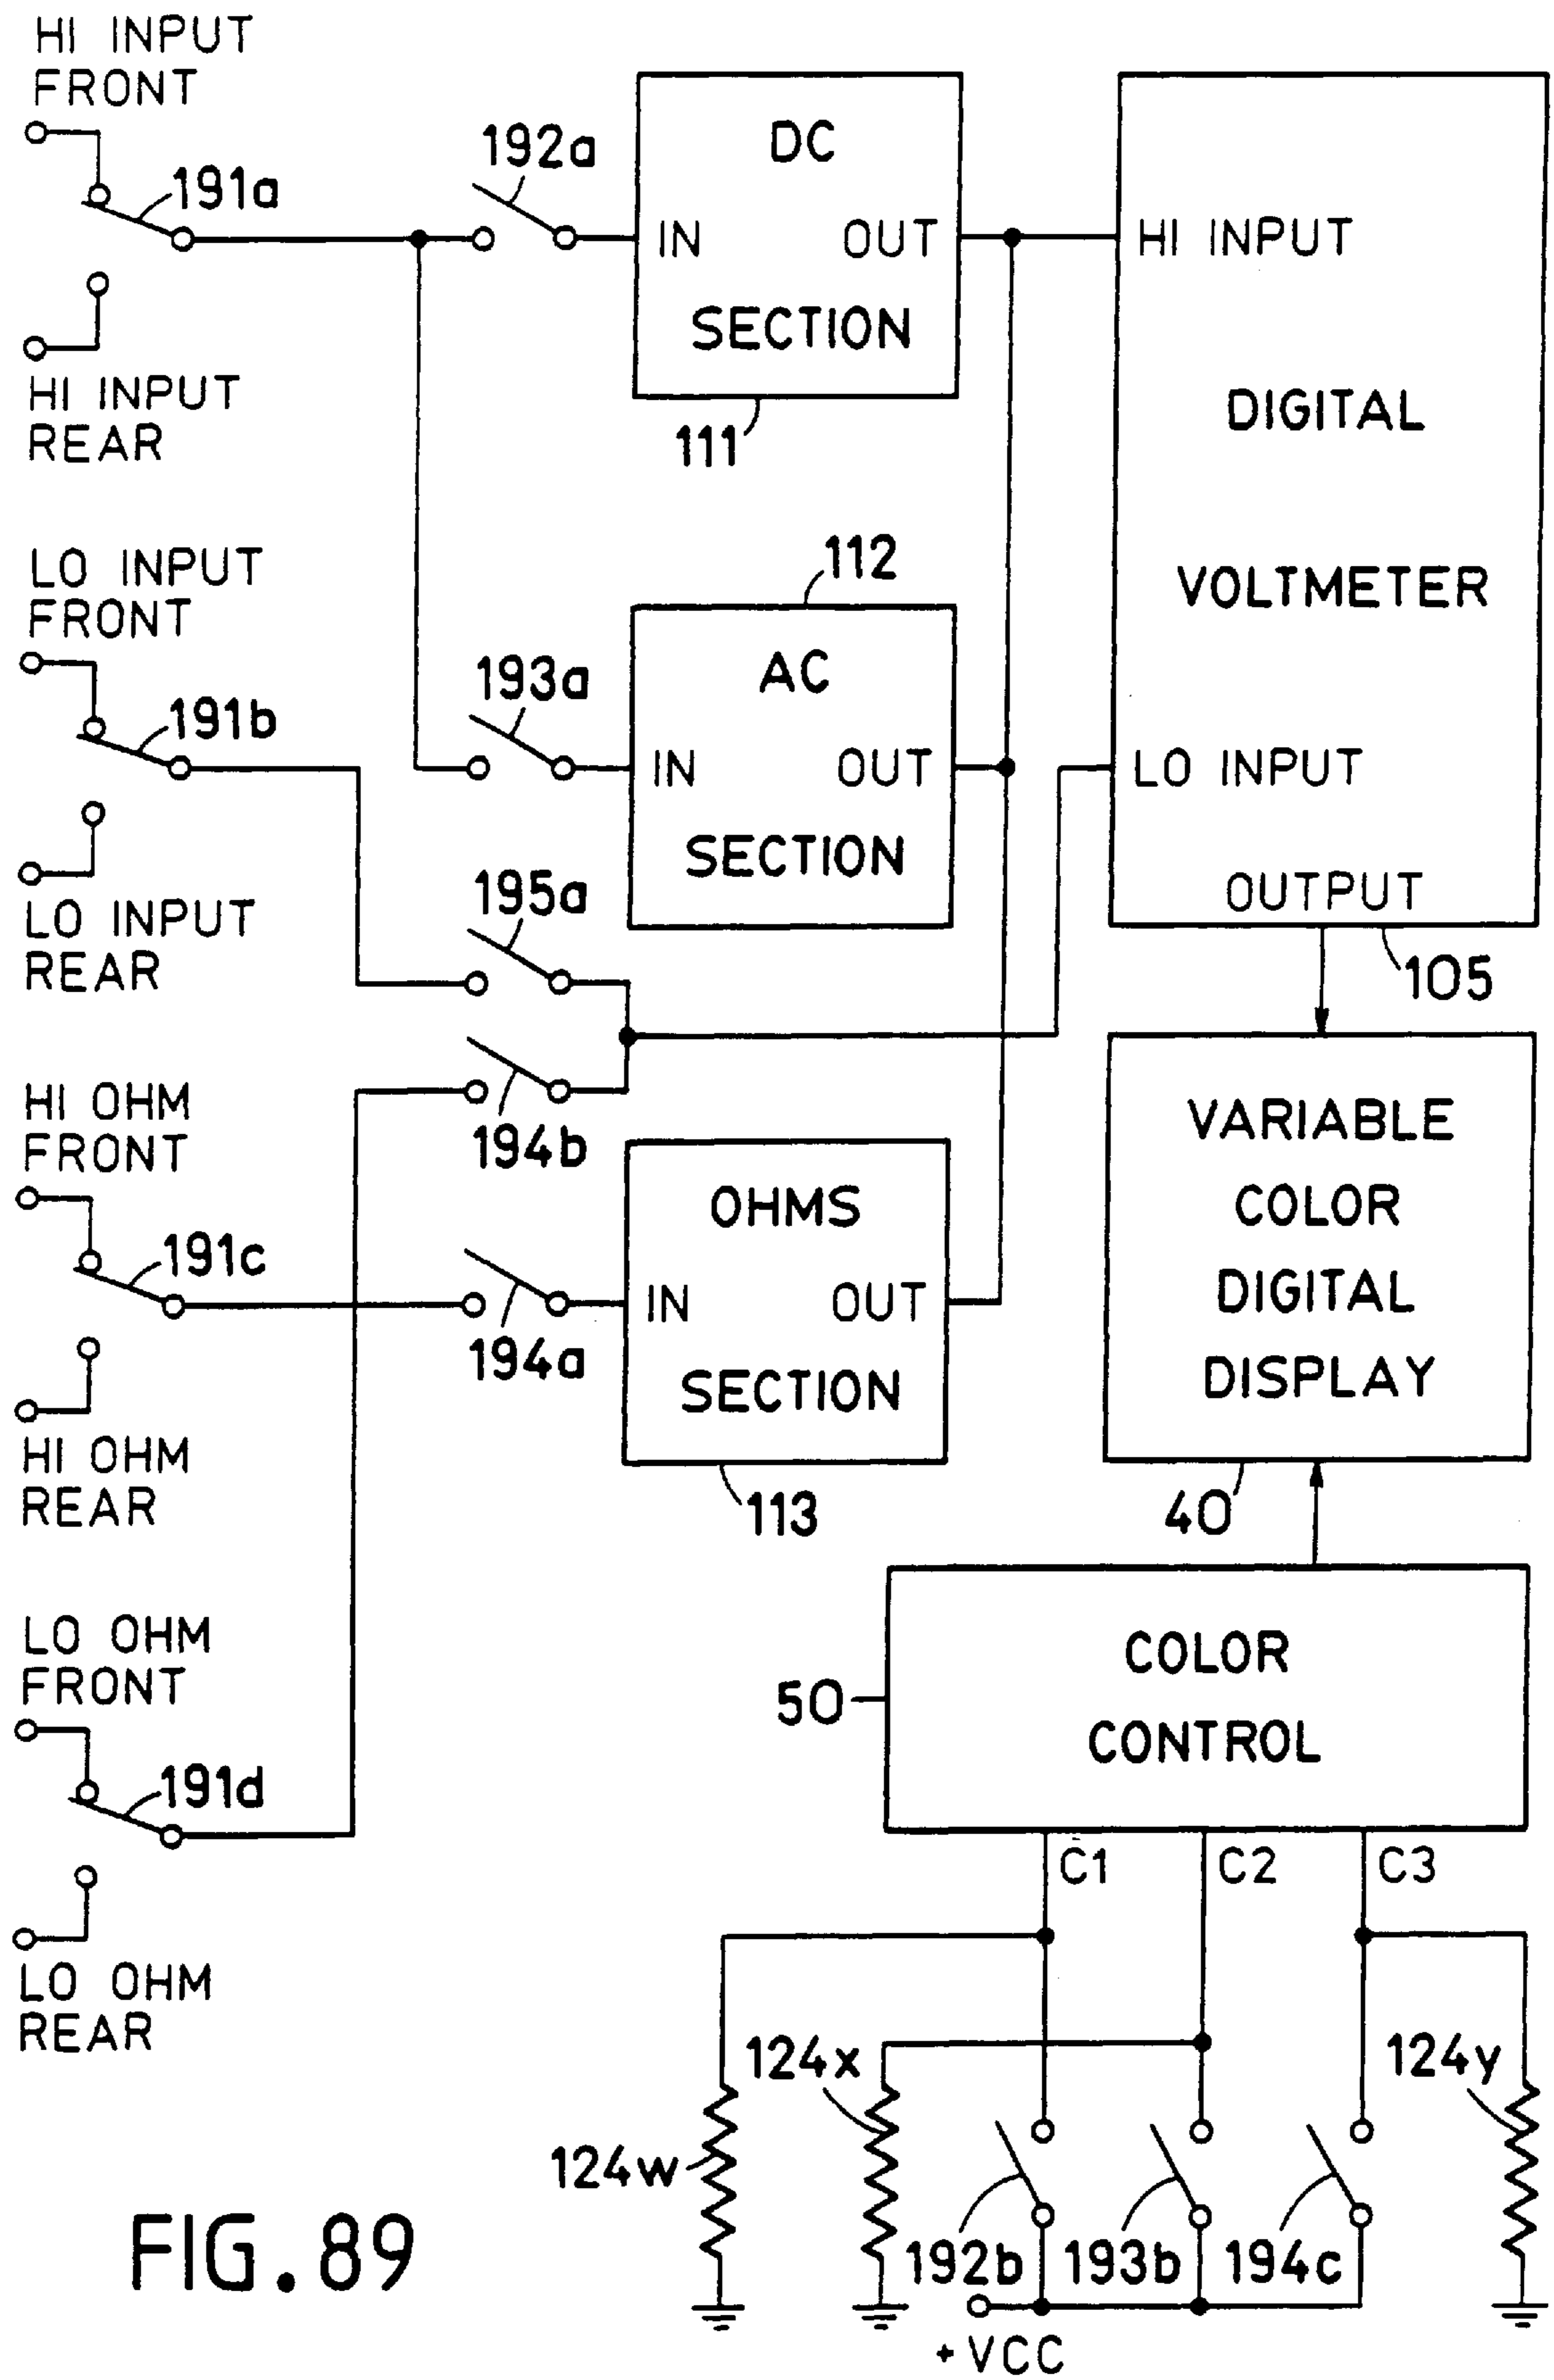 HI INPUT
FRONT
191a
HI INPUT
REAR
192a
DC
IN OUT
SECTION
111
HI INPUT
DIGITAL
VOLTMETER
LO INPUT
OUTPUT
105
LO INPUT
FRONT
191b
LO INPUT
REAR
193a
112
AC
IN OUT
SECTION
195a
194b
HI OHM
FRONT
191c
HI OHM
REAR
194a
OHMS
IN OUT
SECTION
113
VARIABLE
COLOR
DIGITAL
DISPLAY
40
LO OHM
FRONT
191d
LO OHM
REAR
50
COLOR
CONTROL
C1 C2 C3
124w
124x
124y
192b 193b 194c
+VCC
FIG. 89